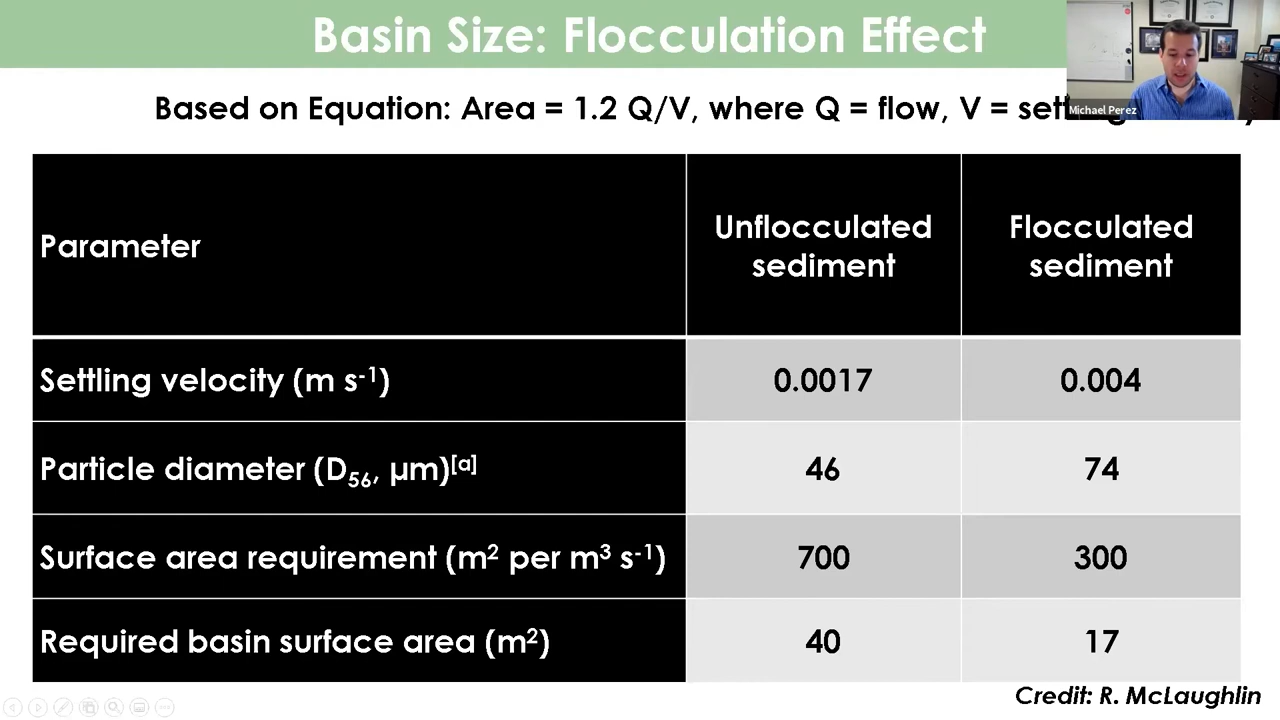 Basin Size: Flocculation Effect
Based on Equation: Area = 1.2 Q/V, where Q = flow, V =
Michael Perez
Parameter
Unflocculated
sediment
Flocculated
sediment
Settling velocity (m s-1)
0.0017
0.004
Particle diameter (D56, µm)[a]
46
74
Surface area requirement (m2 per m3 s-1)
700
300
Required basin surface area (m2)
40
17
Credit: R. McLaughlin